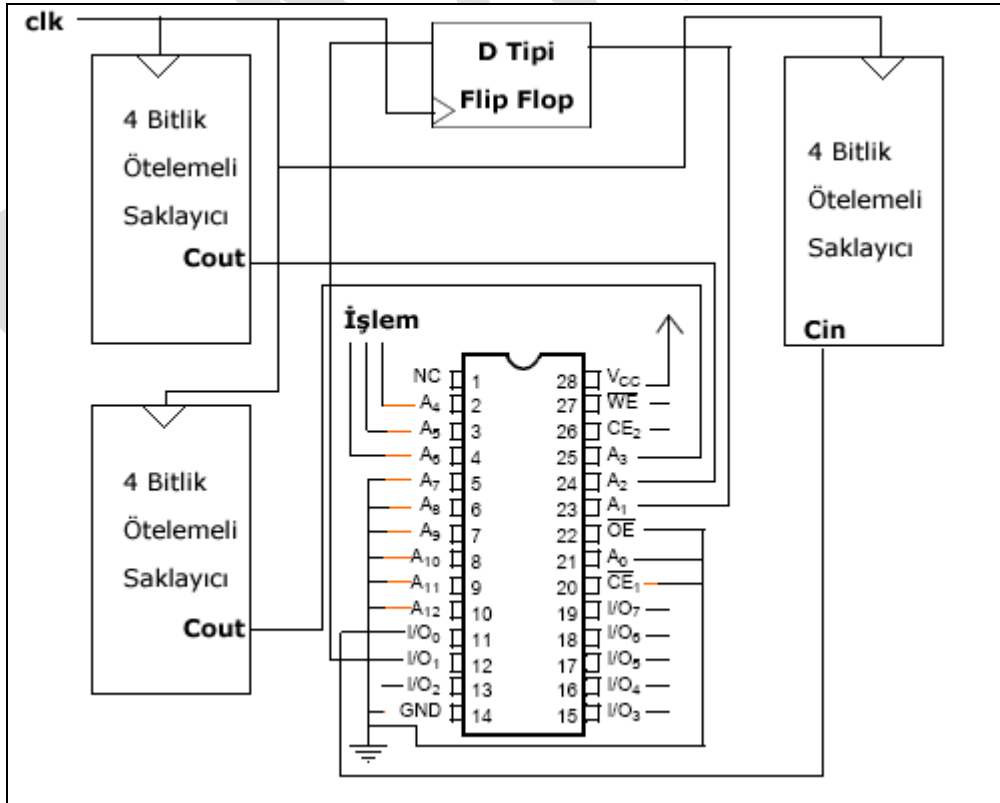 clk
D Tipi
Flip Flop
4 Bitlik
Ötelemeli
Saklayıcı
Cout
4 Bitlik
Ötelemeli
Saklayıcı
Cin
İşlem
4 Bitlik
Ötelemeli
Saklayıcı
Cout
NC 1 28 VCC
A4 2 27 WE
A5 3 26 CE2
A6 4 25 A3
A7 5 24 A2
A8 6 23 A1
A9 7 22 OE
A10 8 21 A0
A11 9 20 CE1
A12 10 19 I/O7
I/O0 11 18 I/O6
I/O1 12 17 I/O5
I/O2 13 16 I/O4
GND 14 15 I/O3